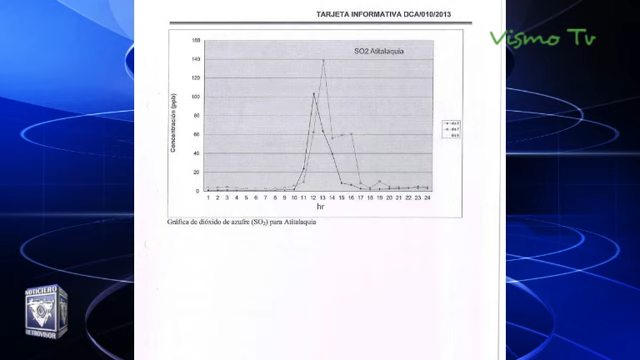 TARJETA INFORMATIVA DCA/010/2013
Vismo Tv
SO2 Atitalaquia
Concentración (ppb)
160
140
120
100
80
60
40
20
0
1 2 3 4 5 6 7 8 9 10 11 12 13 14 15 16 17 18 19 20 21 22 23 24
hr
Gráfica de dióxido de azufre (SO₂) para Atitalaquia
NOTICIERO